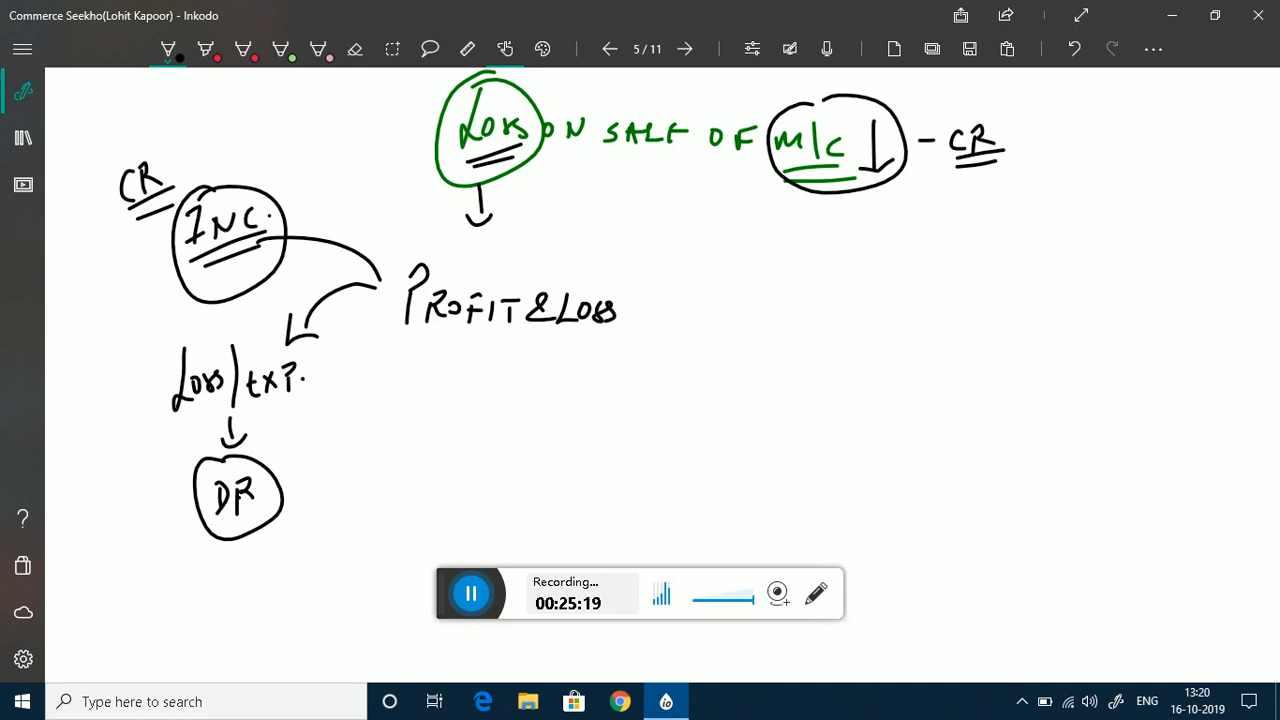 Commerce Seekho(Lohit Kapoor) - Inkodo
5/11
Loss ON SALE OF M/C ↓ - CR
CR
INC.
PROFIT & Loss
Loss/EXP.
DR
Recording...
00:25:19
Type here to search
ENG
13:20
16-10-2019